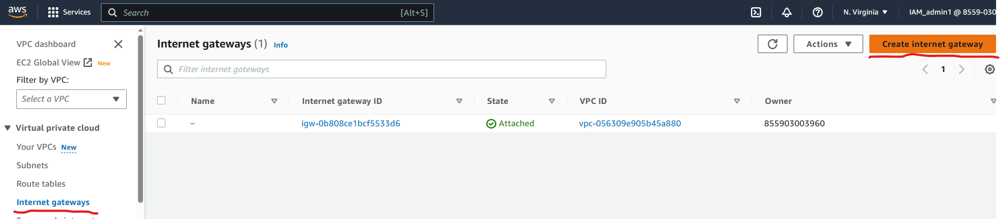 aws Services Search [Alt+S] N. Virginia IAM_admin1 @ 8559-030
VPC dashboard
EC2 Global View New
Filter by VPC:
Select a VPC
Virtual private cloud
Your VPCs New
Subnets
Route tables
Internet gateways
Internet gateways (1) Info Actions Create internet gateway
Filter internet gateways 1
Name Internet gateway ID State VPC ID Owner
– igw-0b808ce1bcf5533d6 Attached vpc-056309e905b45a880 855903003960